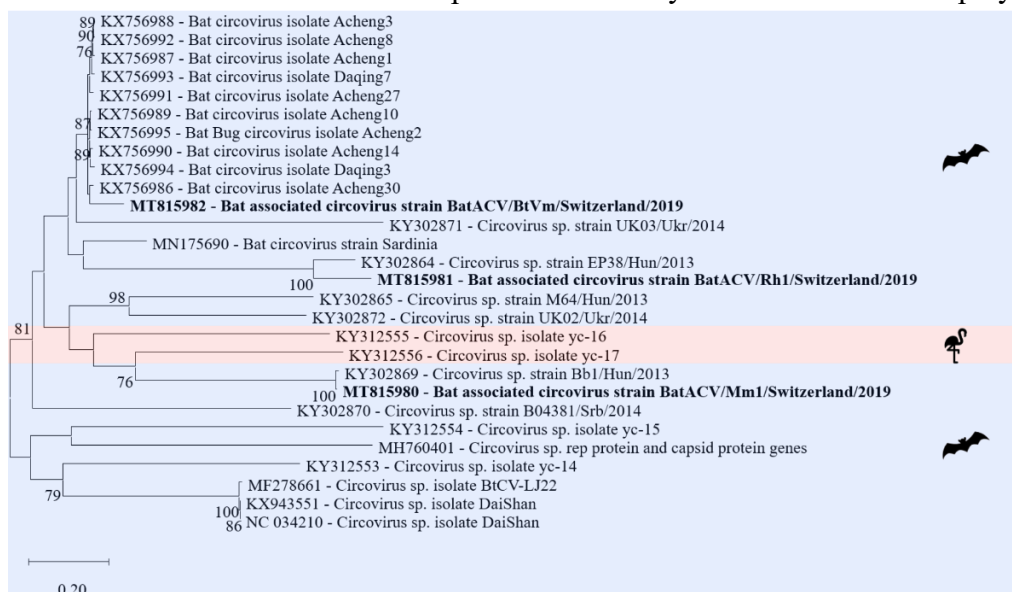 89 KX756988 - Bat circovirus isolate Acheng3
90 KX756992 - Bat circovirus isolate Acheng8
76 KX756987 - Bat circovirus isolate Acheng1
KX756993 - Bat circovirus isolate Daqing7
KX756991 - Bat circovirus isolate Acheng27
KX756989 - Bat circovirus isolate Acheng10
87 KX756995 - Bat Bug circovirus isolate Acheng2
89 KX756990 - Bat circovirus isolate Acheng14
KX756994 - Bat circovirus isolate Daqing3
KX756986 - Bat circovirus isolate Acheng30
MT815982 - Bat associated circovirus strain BatACV/BtVm/Switzerland/2019
KY302871 - Circovirus sp. strain UK03/Ukr/2014
MN175690 - Bat circovirus strain Sardinia
KY302864 - Circovirus sp. strain EP38/Hun/2013
100 MT815981 - Bat associated circovirus strain BatACV/Rh1/Switzerland/2019
98 KY302865 - Circovirus sp. strain M64/Hun/2013
KY302872 - Circovirus sp. strain UK02/Ukr/2014
81 KY312555 - Circovirus sp. isolate yc-16
KY312556 - Circovirus sp. isolate yc-17
76 KY302869 - Circovirus sp. strain Bb1/Hun/2013
100 MT815980 - Bat associated circovirus strain BatACV/Mm1/Switzerland/2019
KY302870 - Circovirus sp. strain B04381/Srb/2014
KY312554 - Circovirus sp. isolate yc-15
MH760401 - Circovirus sp. rep protein and capsid protein genes
KY312553 - Circovirus sp. isolate yc-14
79 MF278661 - Circovirus sp. isolate BtCV-LJ22
100 KX943551 - Circovirus sp. isolate DaiShan
86 NC 034210 - Circovirus sp. isolate DaiShan
0.20